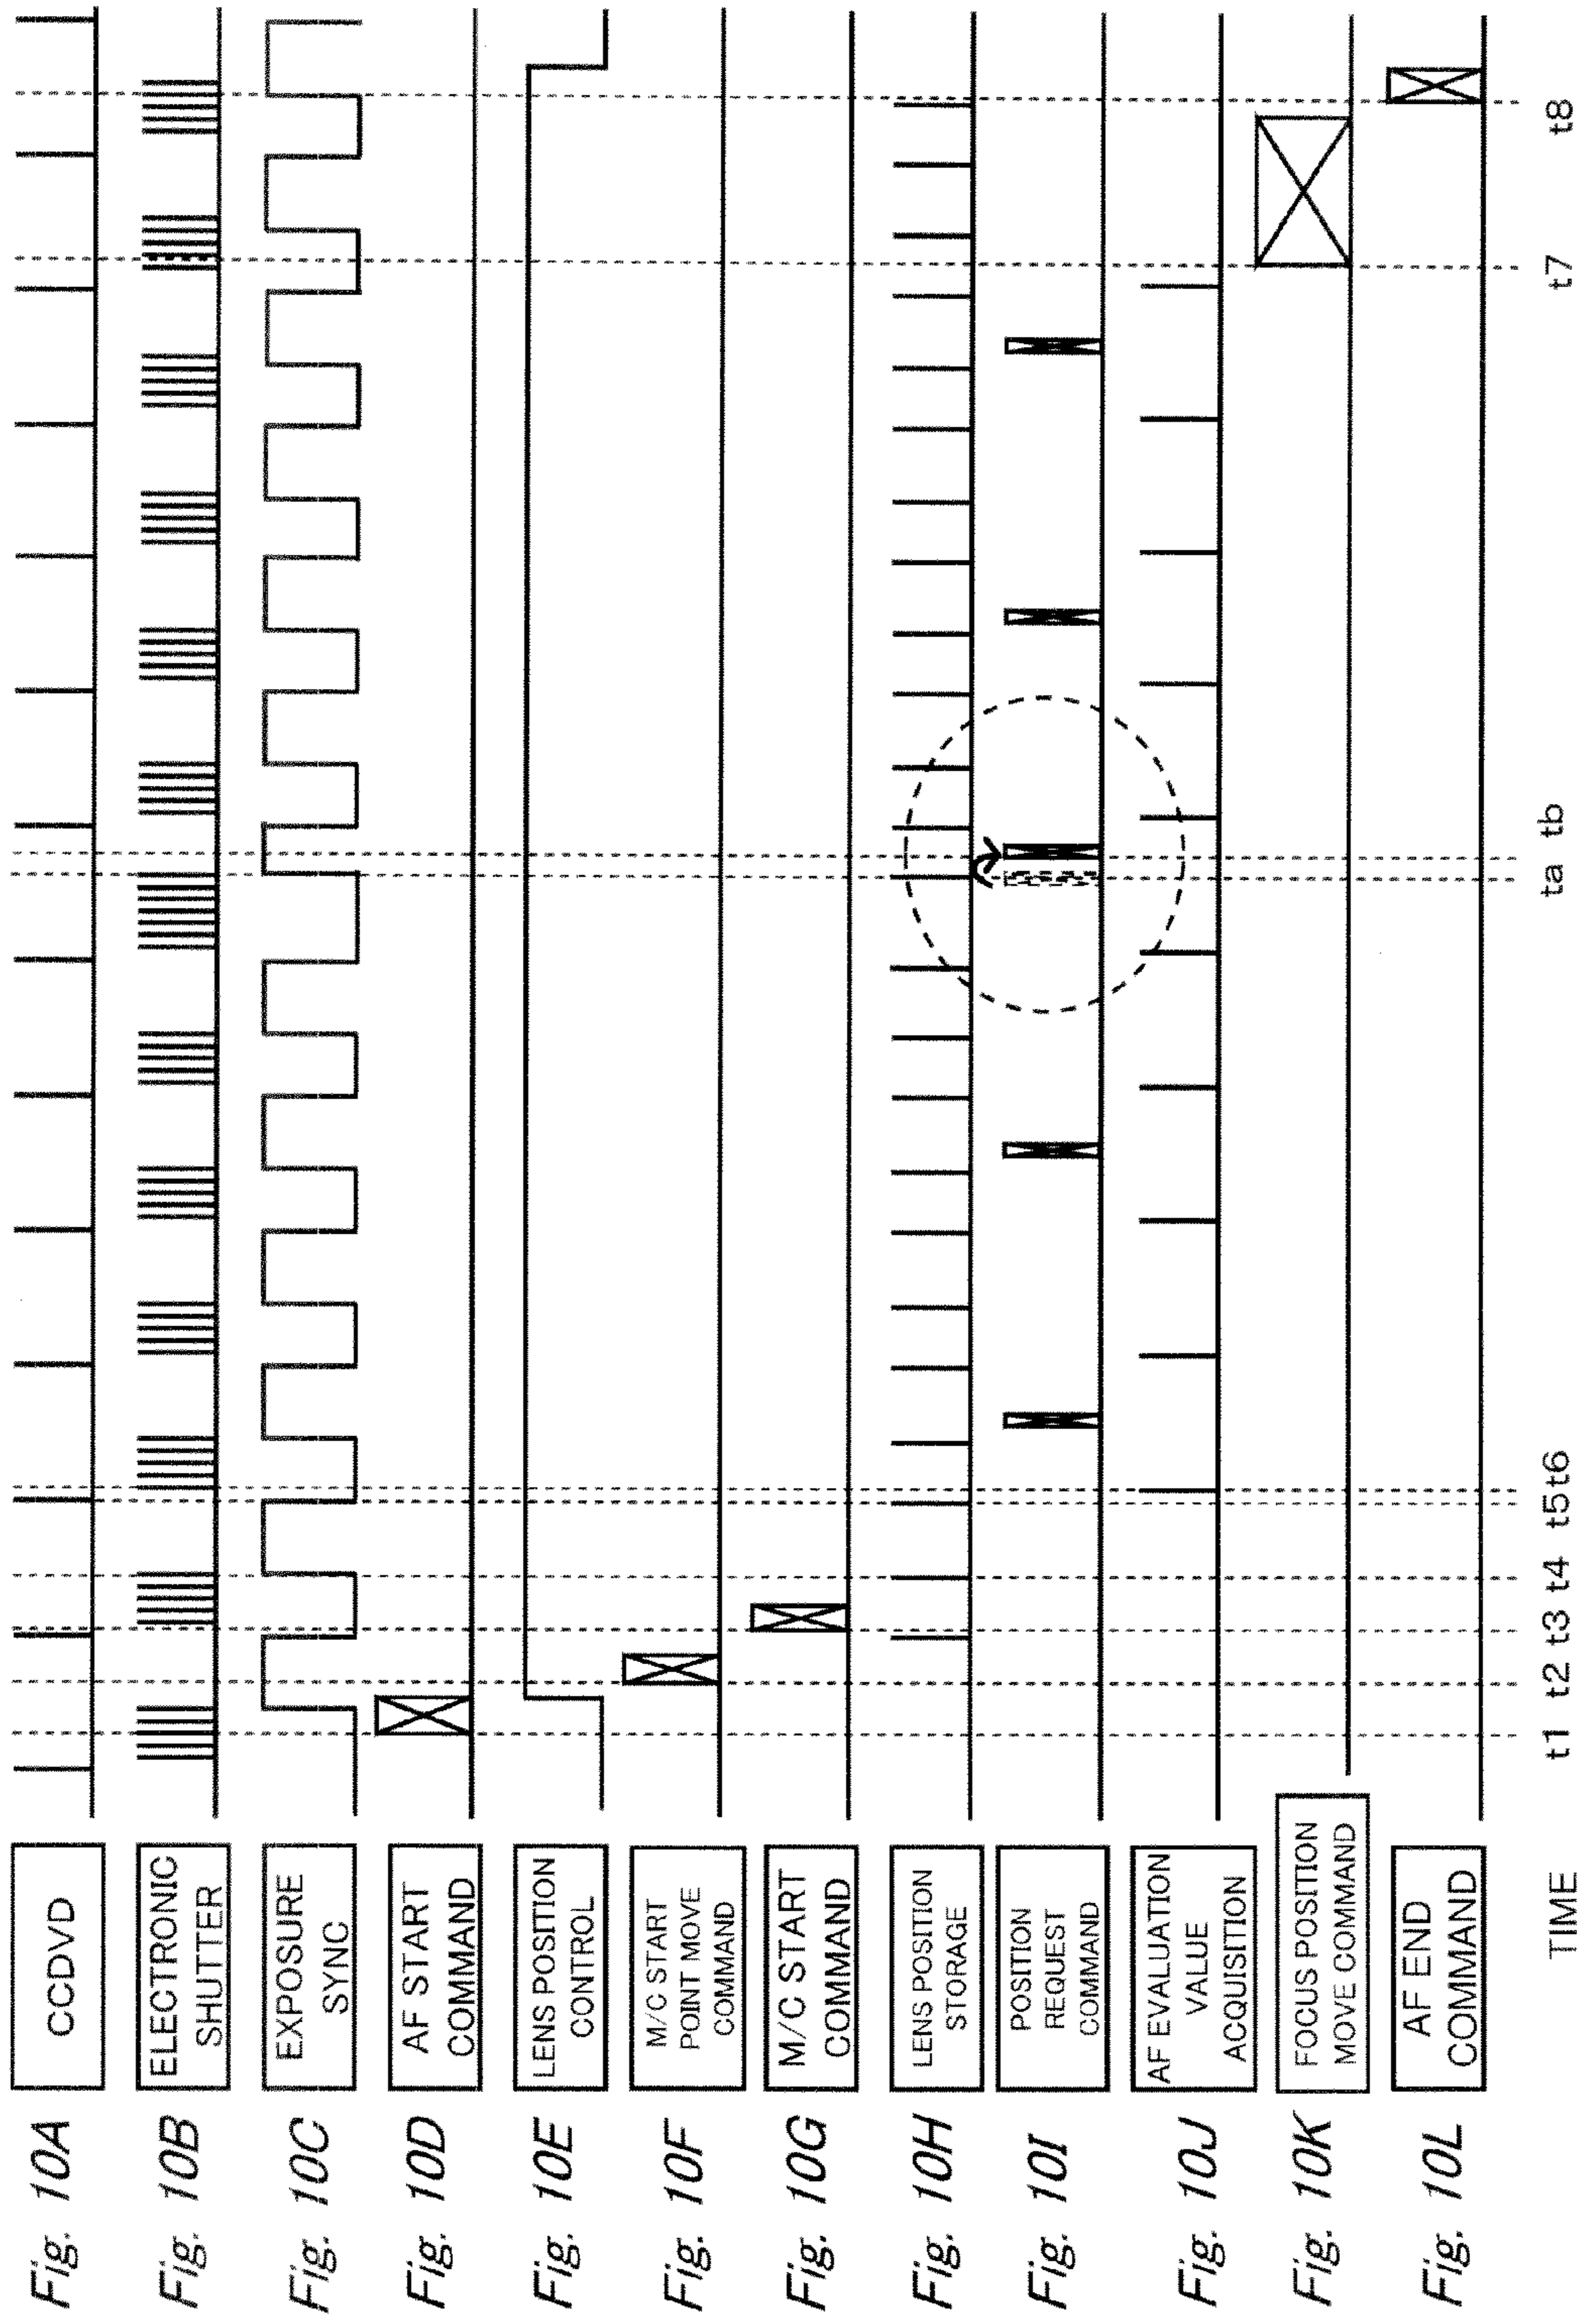 Fig. 10A
CCDVD
Fig. 10B
ELECTRONIC
SHUTTER
Fig. 10C
EXPOSURE
SYNC
Fig. 10D
AF START
COMMAND
Fig. 10E
LENS POSITION
CONTROL
Fig. 10F
M/C START
POINT MOVE
COMMAND
Fig. 10G
M/C START
COMMAND
Fig. 10H
LENS POSITION
STORAGE
Fig. 10I
POSITION
REQUEST
COMMAND
Fig. 10J
AF EVALUATION
VALUE
ACQUISITION
Fig. 10K
FOCUS POSITION
MOVE COMMAND
Fig. 10L
AF END
COMMAND
TIME
t1 t2 t3 t4 t5 t6 ta tb t7 t8